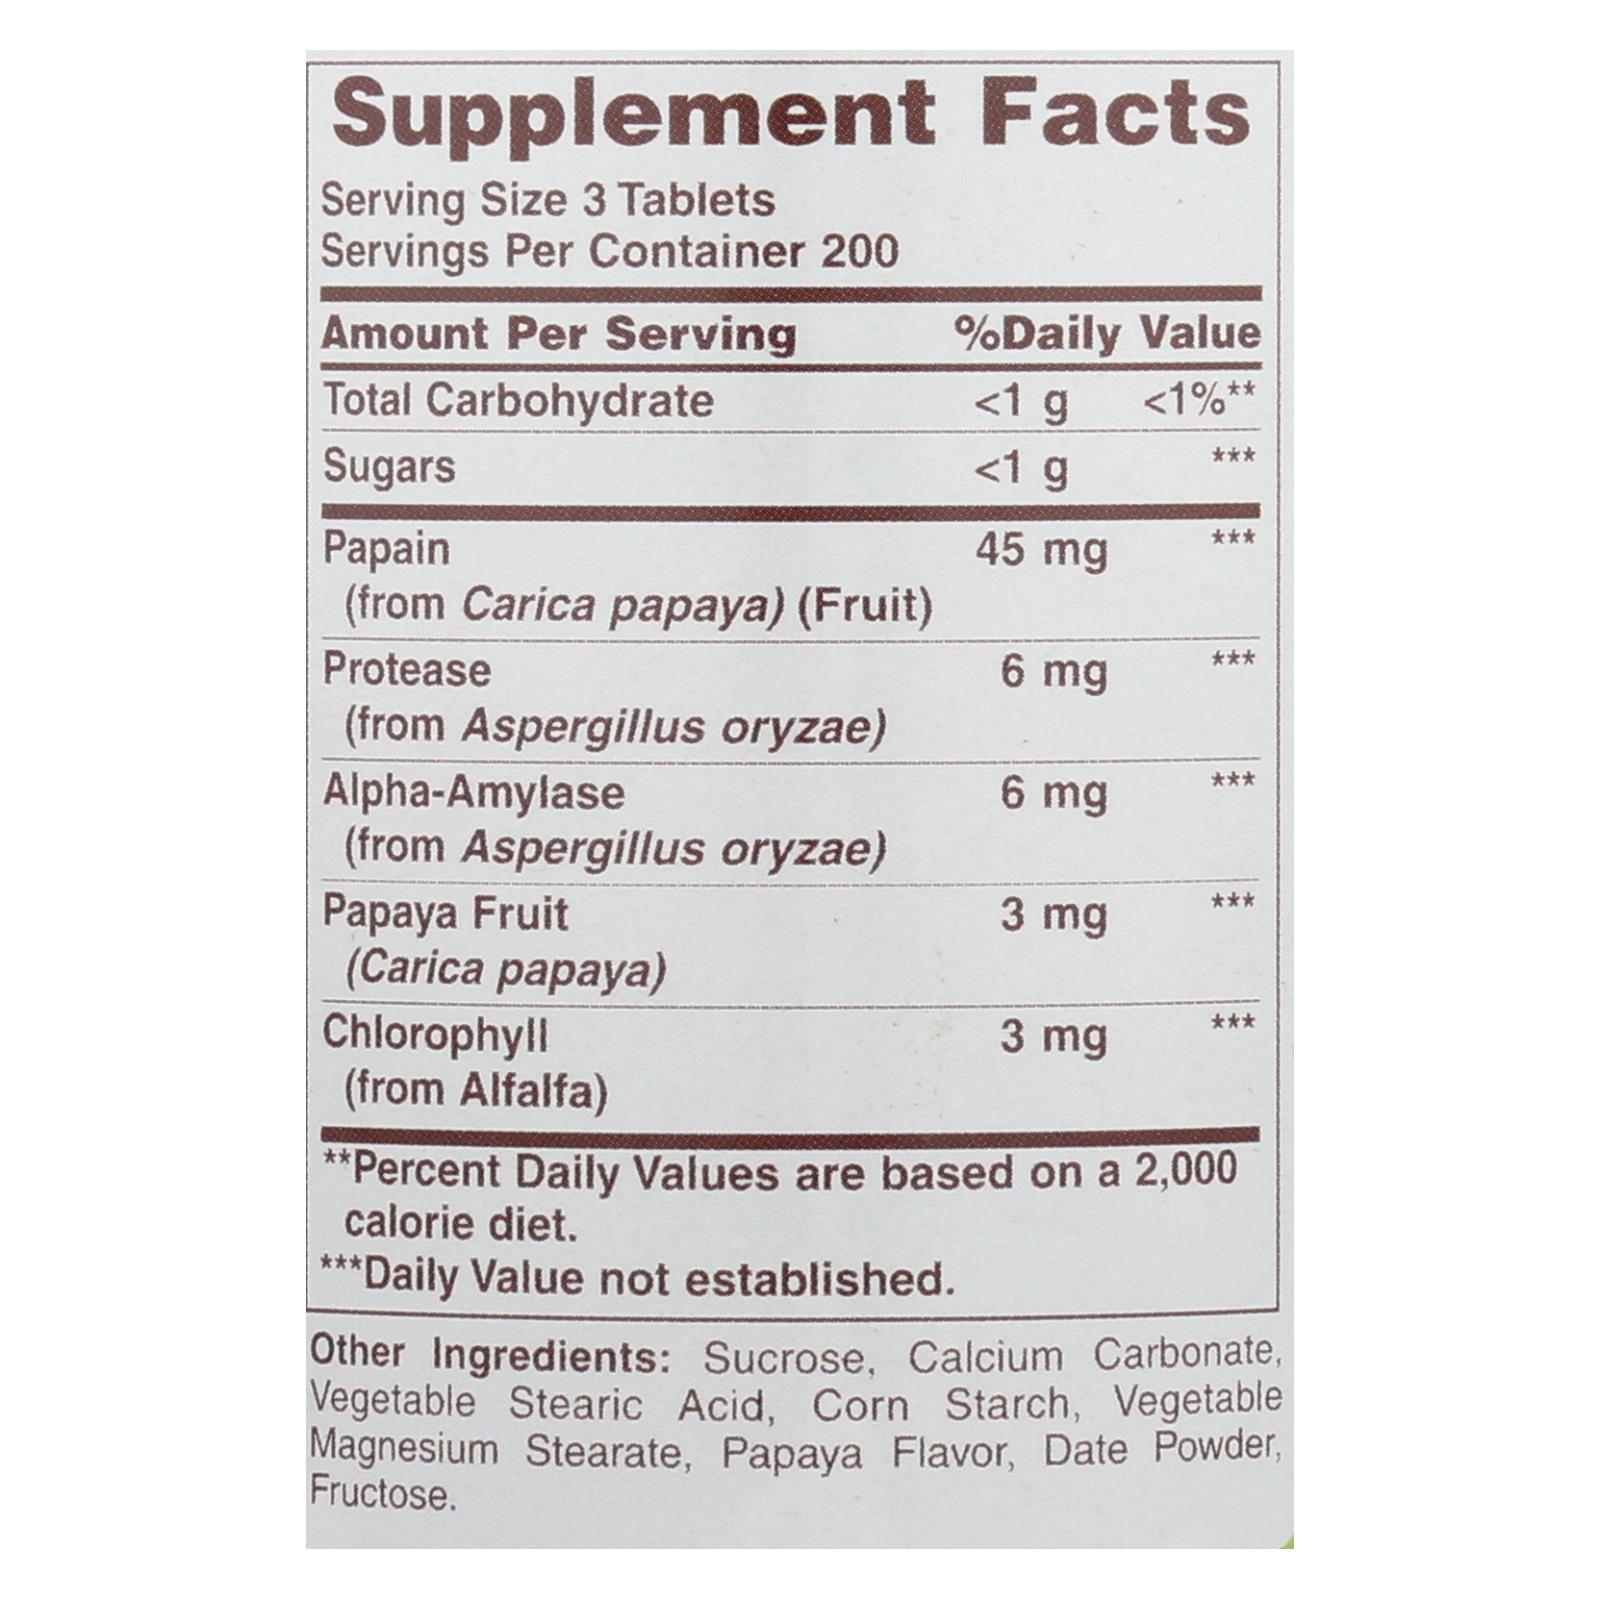 Supplement Facts
Serving Size 3 Tablets
Servings Per Container 200
Amount Per Serving %Daily Value
Total Carbohydrate <1 g <1%**
Sugars <1 g ***
Papain 45 mg ***
(from Carica papaya) (Fruit)
Protease 6 mg ***
(from Aspergillus oryzae)
Alpha-Amylase 6 mg ***
(from Aspergillus oryzae)
Papaya Fruit 3 mg ***
(Carica papaya)
Chlorophyll 3 mg ***
(from Alfalfa)
**Percent Daily Values are based on a 2,000
calorie diet.
***Daily Value not established.
Other Ingredients: Sucrose, Calcium Carbonate,
Vegetable Stearic Acid, Corn Starch, Vegetable
Magnesium Stearate, Papaya Flavor, Date Powder,
Fructose.